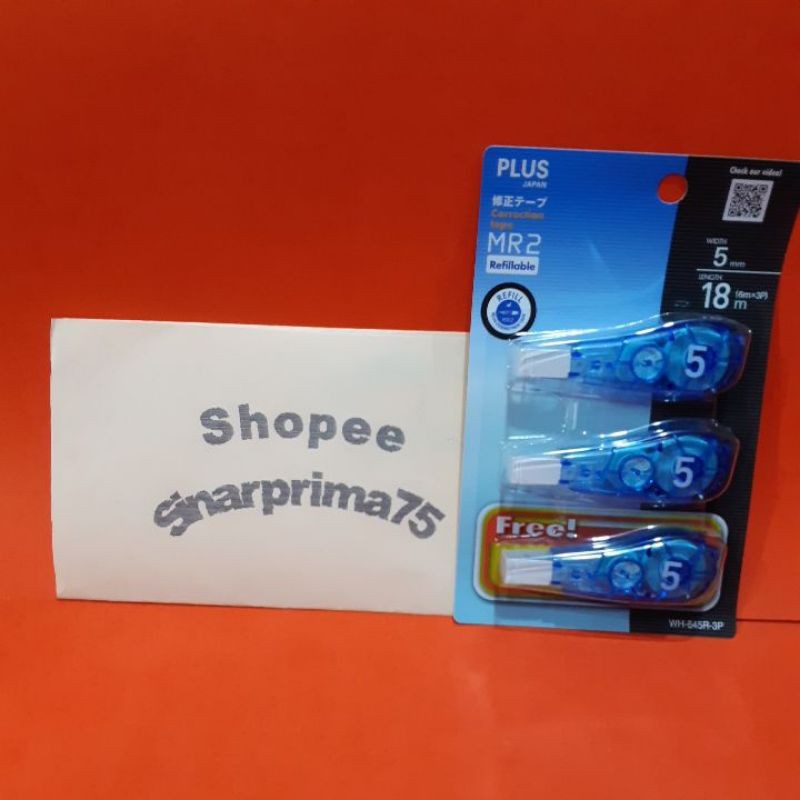 Shopee
Sinarprima75
PLUS
JAPAN
修正テープ
Correction
tape
MR2
Refillable
REFILL
Check our video!
WIDTH
5 mm
LENGTH
18 m (6m×3P)
5
5
Free!
5
WH-645R-3P